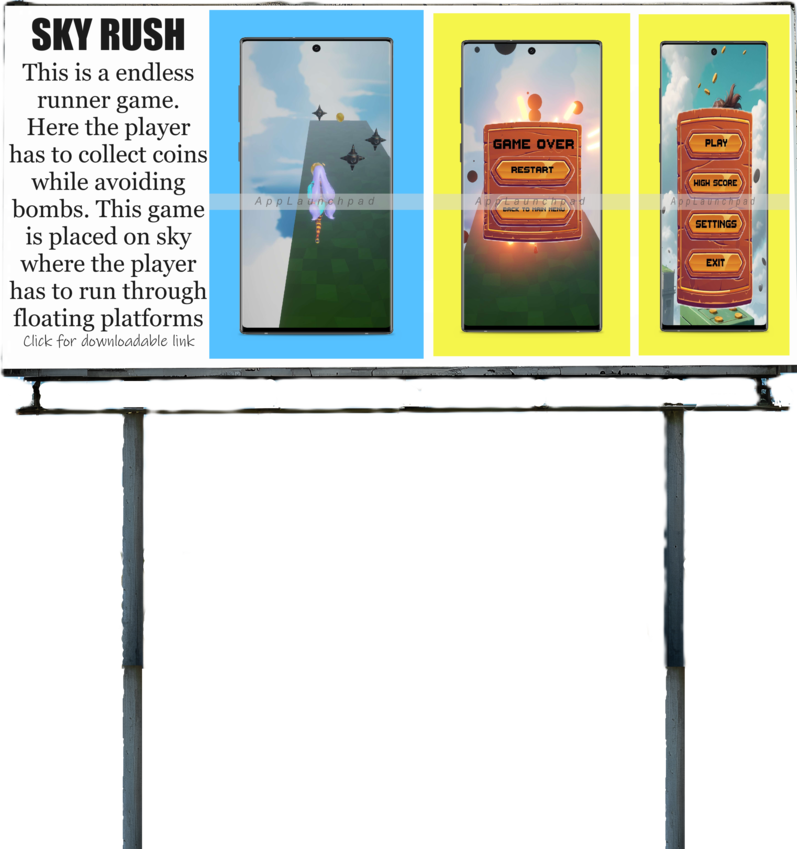 SKY RUSH
This is a endless
runner game.
Here the player
has to collect coins
while avoiding
bombs. This game
is placed on sky
where the player
has to run through
floating platforms
Click for downloadable link
AppLaunchpad
GAME OVER
RESTART
AppLaunchpad
BACK TO MAIN MENU
PLAY
HIGH SCORE
AppLaunchpad
SETTINGS
EXIT